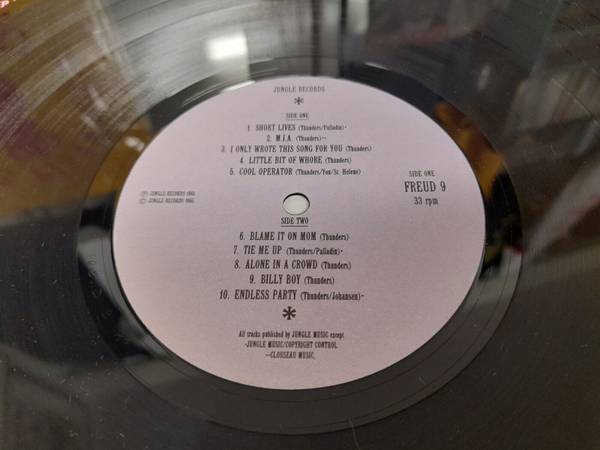 JUNGLE RECORDS
*
SIDE ONE
1. SHORT LIVES (Thunders/Palladin)·
2. M.I.A. (Thunders)··
3. I ONLY WROTE THIS SONG FOR YOU (Thunders)
4. LITTLE BIT OF WHORE (Thunders)
5. COOL OPERATOR (Thunders/You/St. Helene)
SIDE ONE
FREUD 9
33 rpm
Ⓟ JUNGLE RECORDS
© JUNGLE RECORDS
SIDE TWO
6. BLAME IT ON MOM (Thunders)
7. TIE ME UP (Thunders/Palladin)·
8. ALONE IN A CROWD (Thunders)
9. BILLY BOY (Thunders)
10. ENDLESS PARTY (Thunders/Johansen)·
*
All tracks published by JUNGLE MUSIC except
·JUNGLE MUSIC/COPYRIGHT CONTROL
··CLOUSEAU MUSIC.